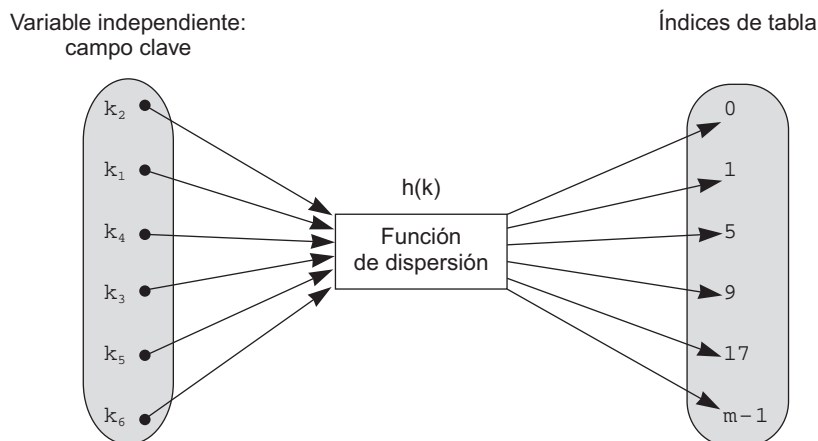 Variable independiente:
campo clave
Índices de tabla
k₂
k₁
k₄
k₃
k₅
k₆
h(k)
Función
de dispersión
0
1
5
9
17
m-1